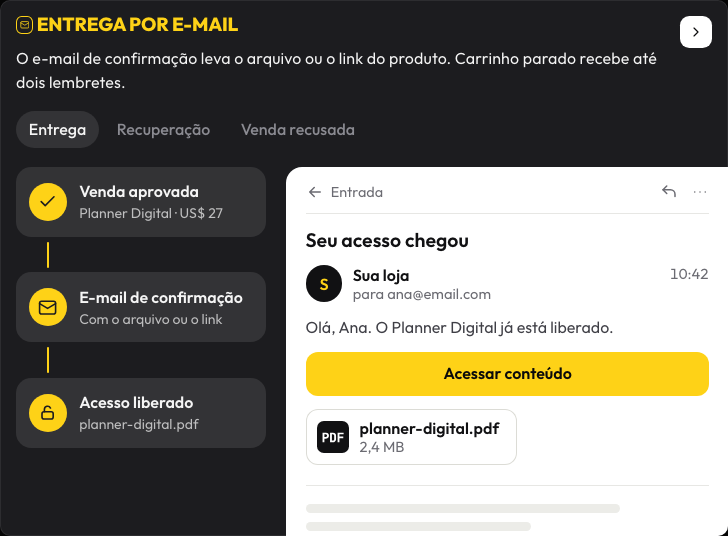 ENTREGA POR E-MAIL
O e-mail de confirmação leva o arquivo ou o link do produto. Carrinho parado recebe até
dois lembretes.
Entrega
Recuperação
Venda recusada
Venda aprovada
Planner Digital · US$ 27
E-mail de confirmação
Com o arquivo ou o link
Acesso liberado
planner-digital.pdf
Entrada
Seu acesso chegou
S
Sua loja
10:42
para ana@email.com
Olá, Ana. O Planner Digital já está liberado.
Acessar conteúdo
PDF
planner-digital.pdf
2,4 MB